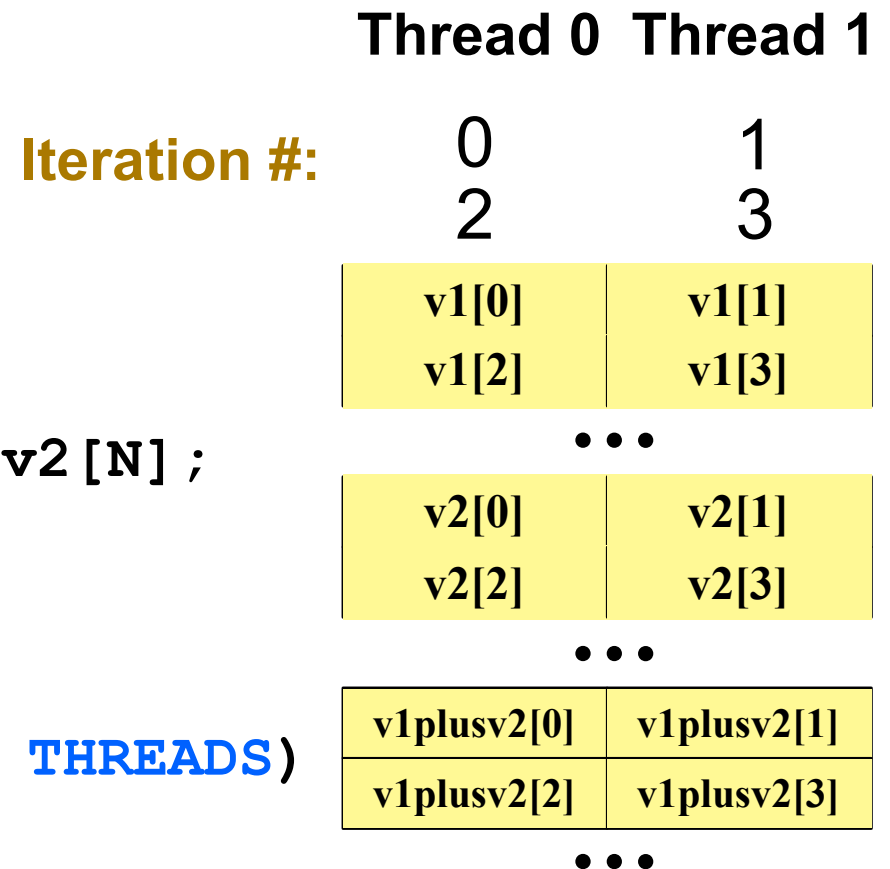 Thread 0 Thread 1
Iteration #: 0 1
2 3
v1[0] v1[1]
v1[2] v1[3]
•••
v2[N];
v2[0] v2[1]
v2[2] v2[3]
•••
v1plusv2[0] v1plusv2[1]
THREADS)
v1plusv2[2] v1plusv2[3]
•••